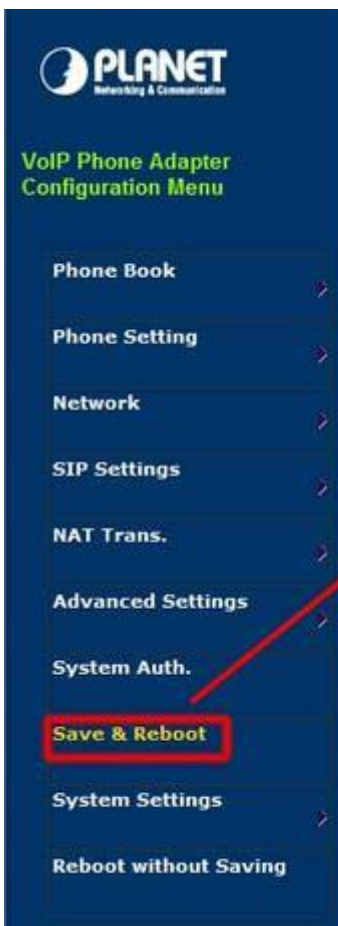 PLANET
Networking & Communication
VoIP Phone Adapter
Configuration Menu
Phone Book
Phone Setting
Network
SIP Settings
NAT Trans.
Advanced Settings
System Auth.
Save & Reboot
System Settings
Reboot without Saving